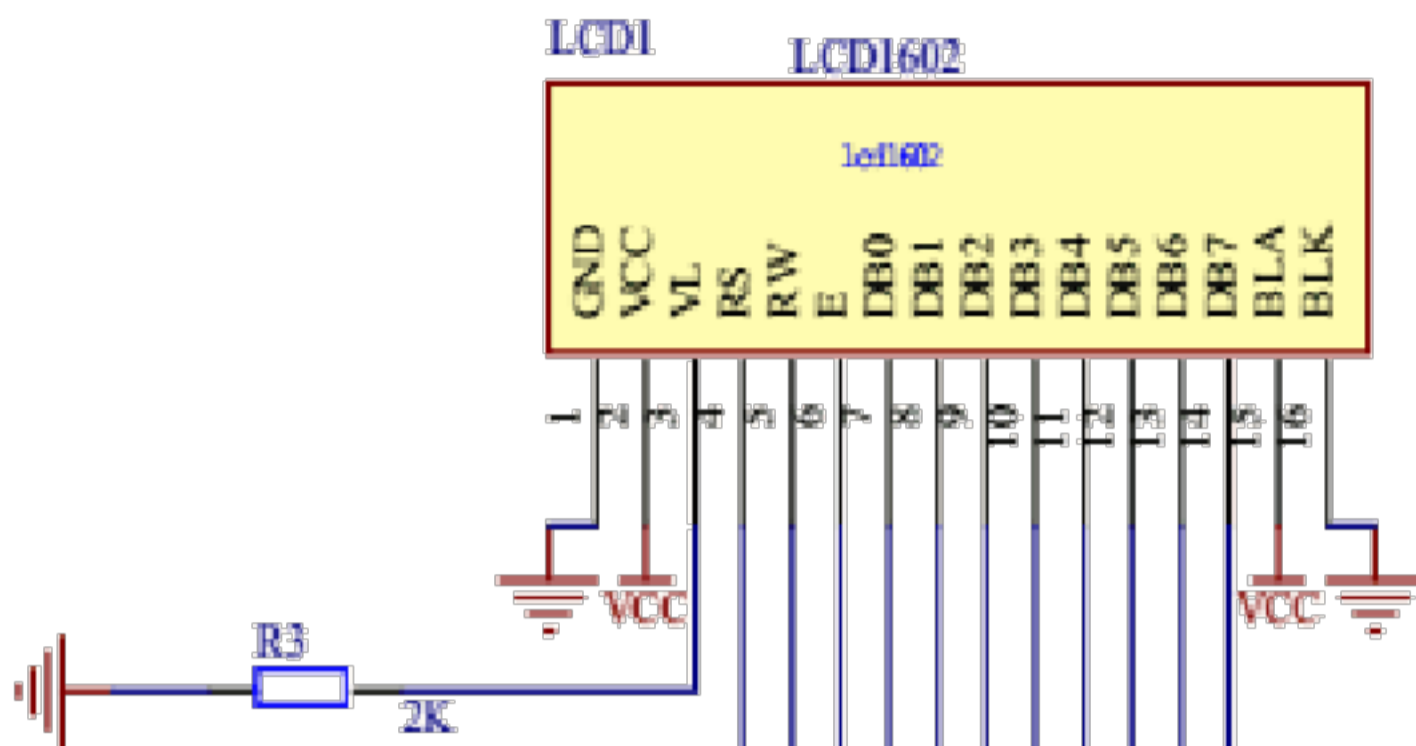 LCD1
LCD1602
lcd1602
GND VCC VL RS RW E DB0 DB1 DB2 DB3 DB4 DB5 DB6 DB7 BLA BLK
1 2 3 4 5 6 7 8 9 10 11 12 13 14 15 16
VCC VCC
R3
2K